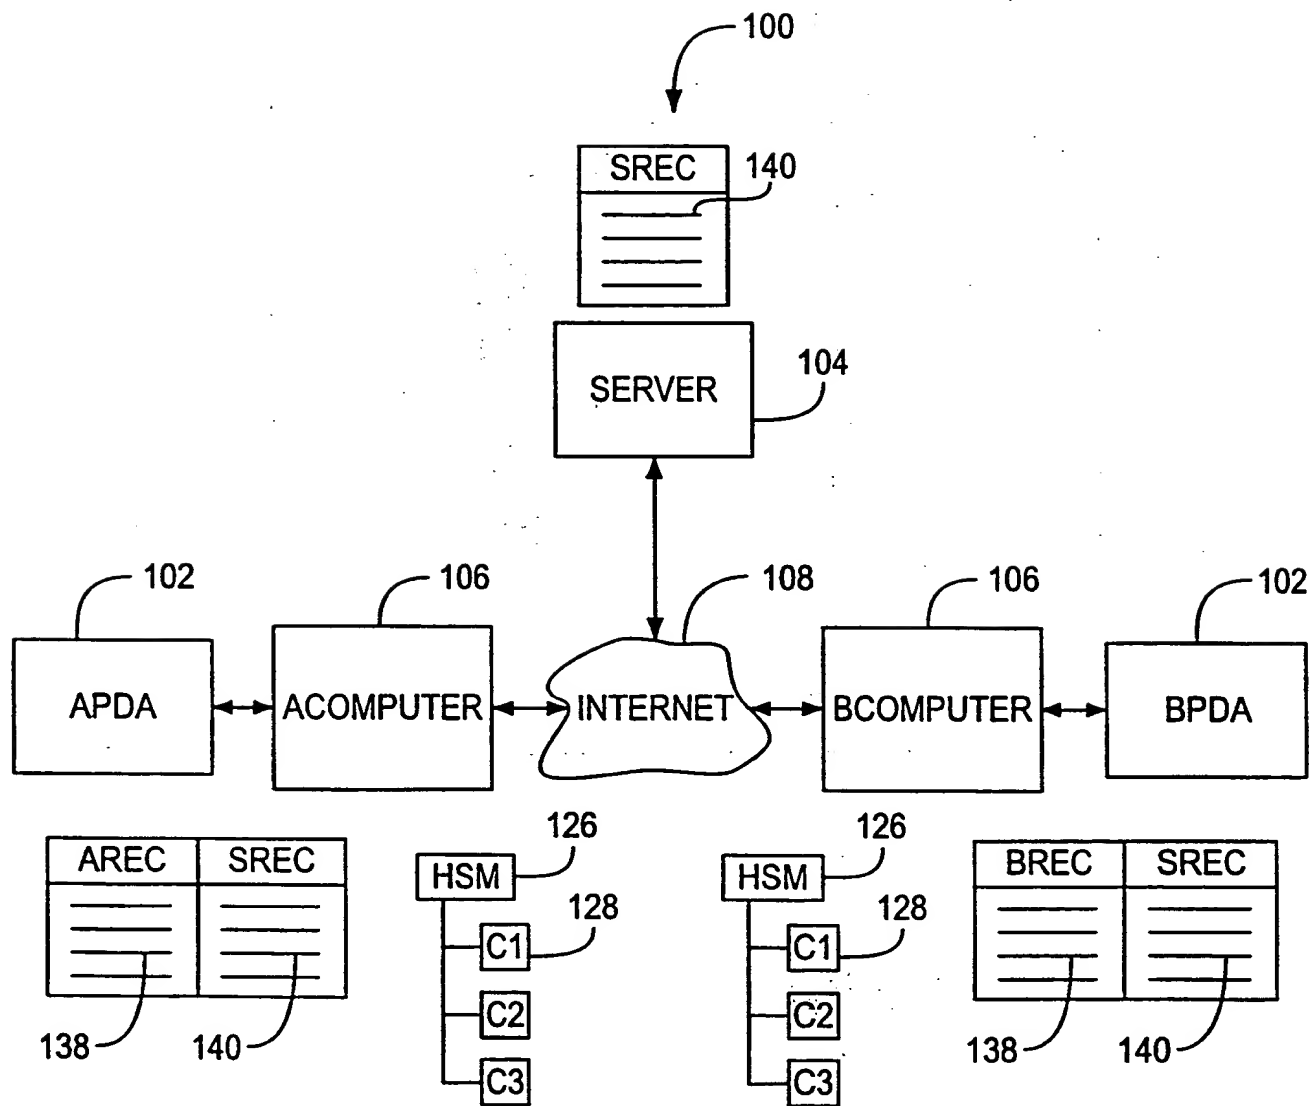 100
SREC
140
SERVER
104
102
106
108
106
102
APDA
ACOMPUTER
INTERNET
BCOMPUTER
BPDA
AREC SREC
138
140
HSM
126
C1
128
C2
C3
HSM
126
C1
128
C2
C3
BREC SREC
138
140